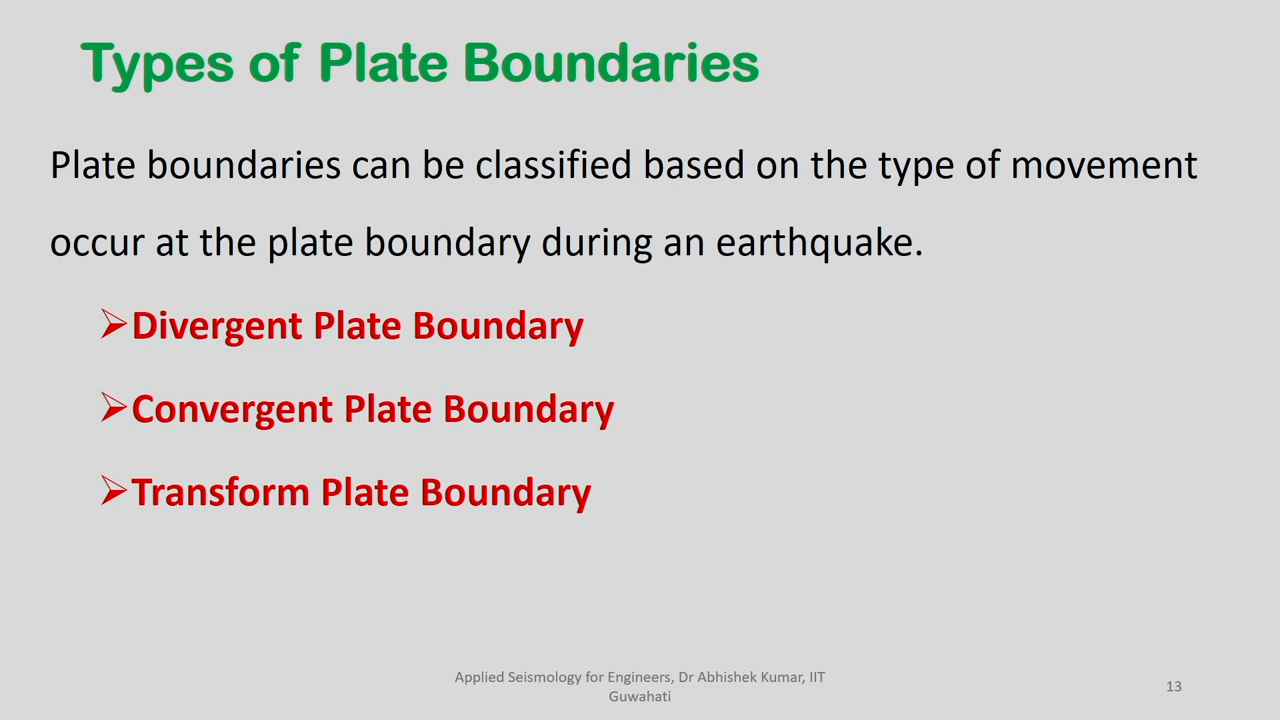 Types of Plate Boundaries
Plate boundaries can be classified based on the type of movement
occur at the plate boundary during an earthquake.
➢Divergent Plate Boundary
➢Convergent Plate Boundary
➢Transform Plate Boundary
Applied Seismology for Engineers, Dr Abhishek Kumar, IIT
Guwahati
13